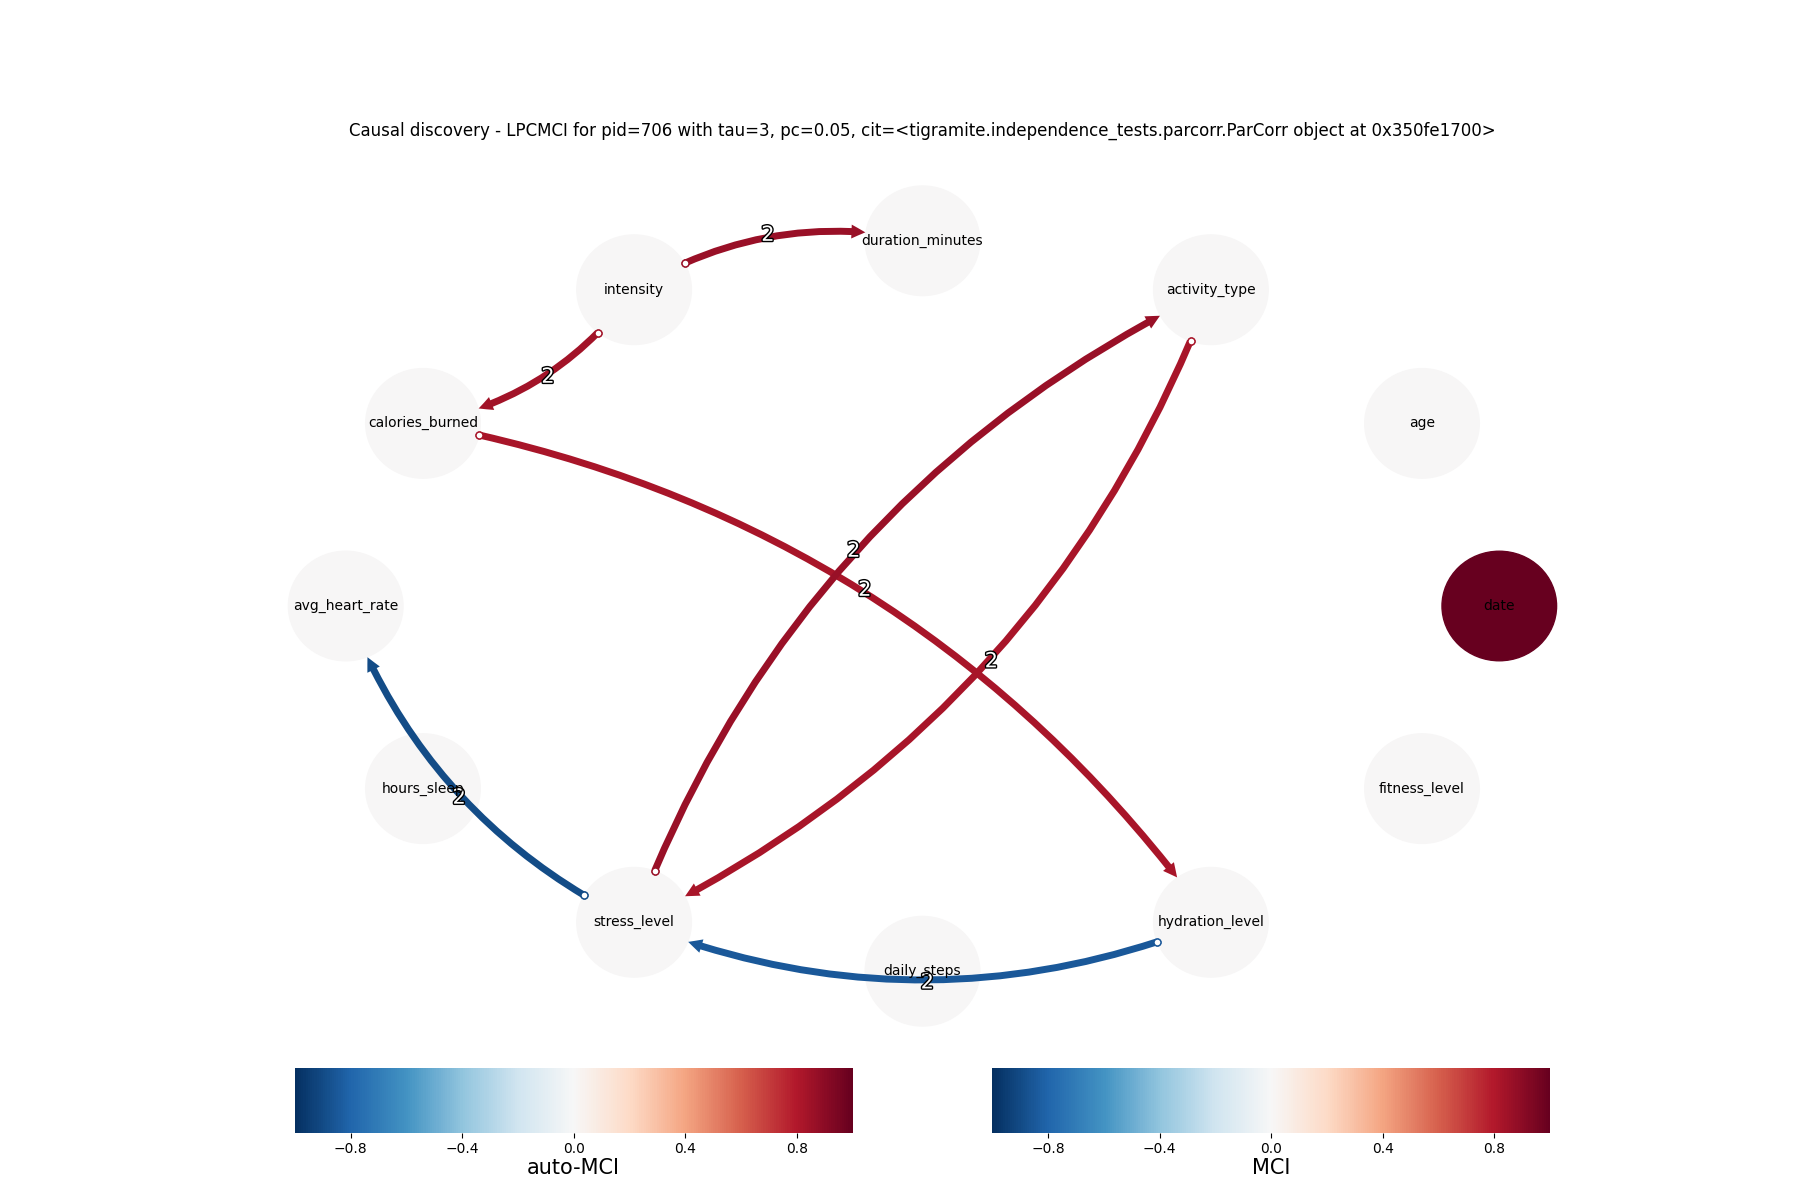 Causal discovery - LPCMCI for pid=706 with tau=3, pc=0.05, cit=<tigramite.independence_tests.parcorr.ParCorr object at 0x350fe1700>
duration_minutes
2
intensity
activity_type
2
calories_burned
age
2
2
avg_heart_rate
date
2
hours_sleep
2
fitness_level
stress_level
hydration_level
daily_steps
2
−0.8 −0.4 0.0 0.4 0.8
auto-MCI
−0.8 −0.4 0.0 0.4 0.8
MCI